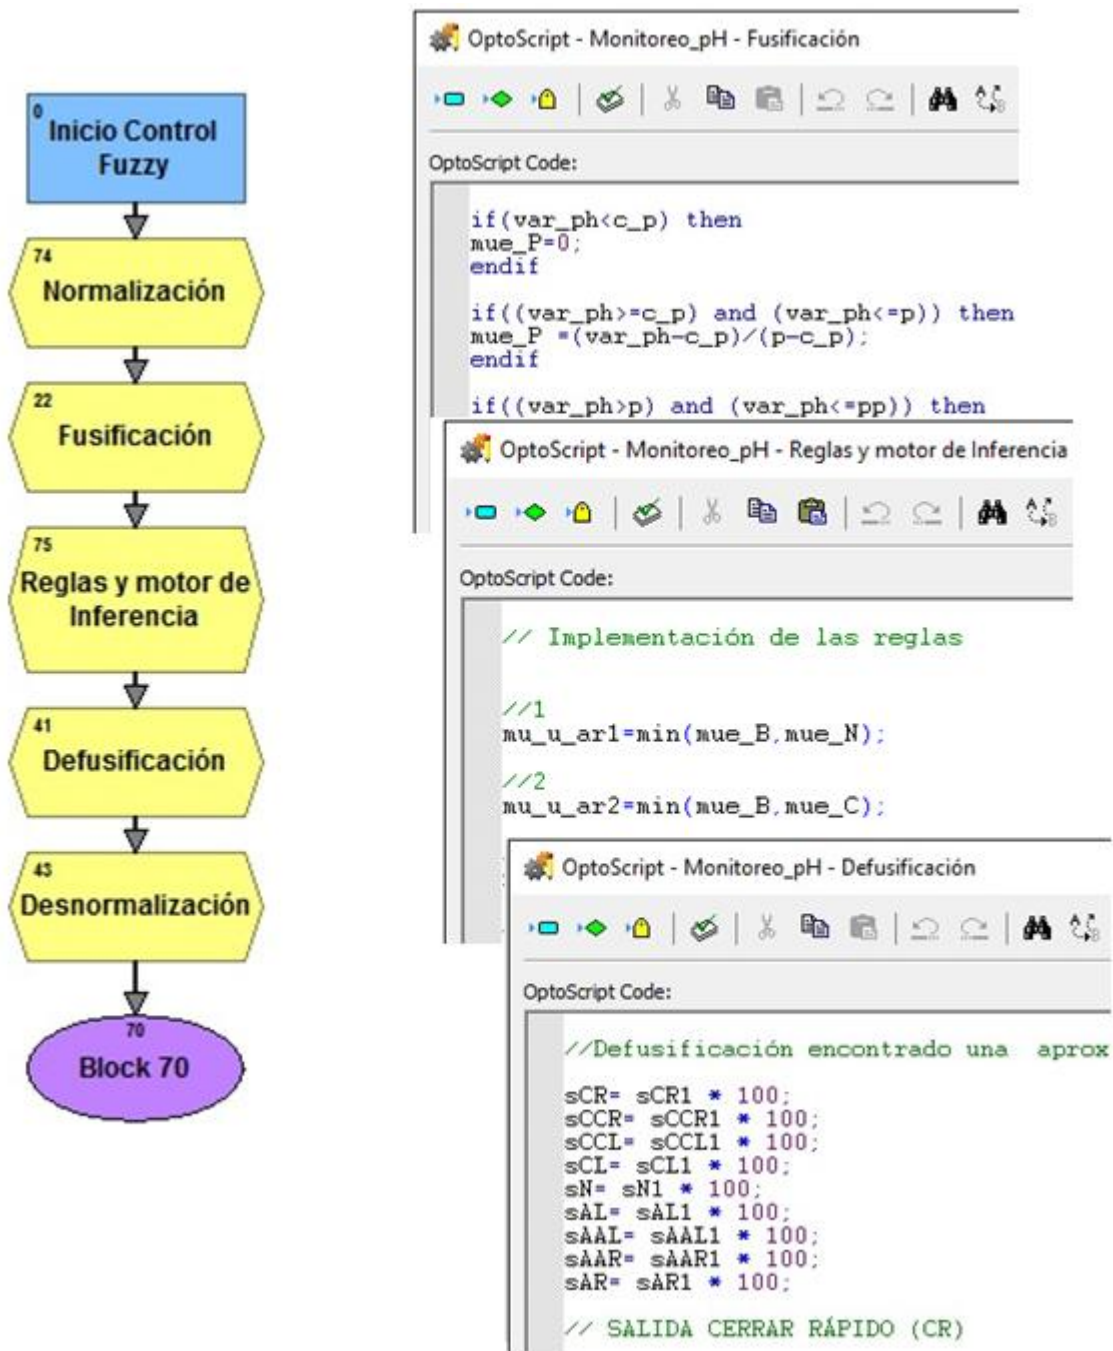 0
Inicio Control
Fuzzy
74
Normalización
22
Fusificación
75
Reglas y motor de
Inferencia
41
Defusificación
43
Desnormalización
70
Block 70
OptoScript - Monitoreo_pH - Fusificación
OptoScript Code:
if(var_ph<c_p) then
mue_P=0;
endif
if((var_ph>=c_p) and (var_ph<=p)) then
mue_P =(var_ph-c_p)/(p-c_p);
endif
if((var_ph>p) and (var_ph<=pp)) then
OptoScript - Monitoreo_pH - Reglas y motor de Inferencia
OptoScript Code:
// Implementación de las reglas
//1
mu_u_ar1=min(mue_B,mue_N);
//2
mu_u_ar2=min(mue_B,mue_C);
OptoScript - Monitoreo_pH - Defusificación
OptoScript Code:
//Defusificación encontrado una aprox
sCR= sCR1 * 100;
sCCR= sCCR1 * 100;
sCCL= sCCL1 * 100;
sCL= sCL1 * 100;
sN= sN1 * 100;
sAL= sAL1 * 100;
sAAL= sAAL1 * 100;
sAAR= sAAR1 * 100;
sAR= sAR1 * 100;
// SALIDA CERRAR RÁPIDO (CR)